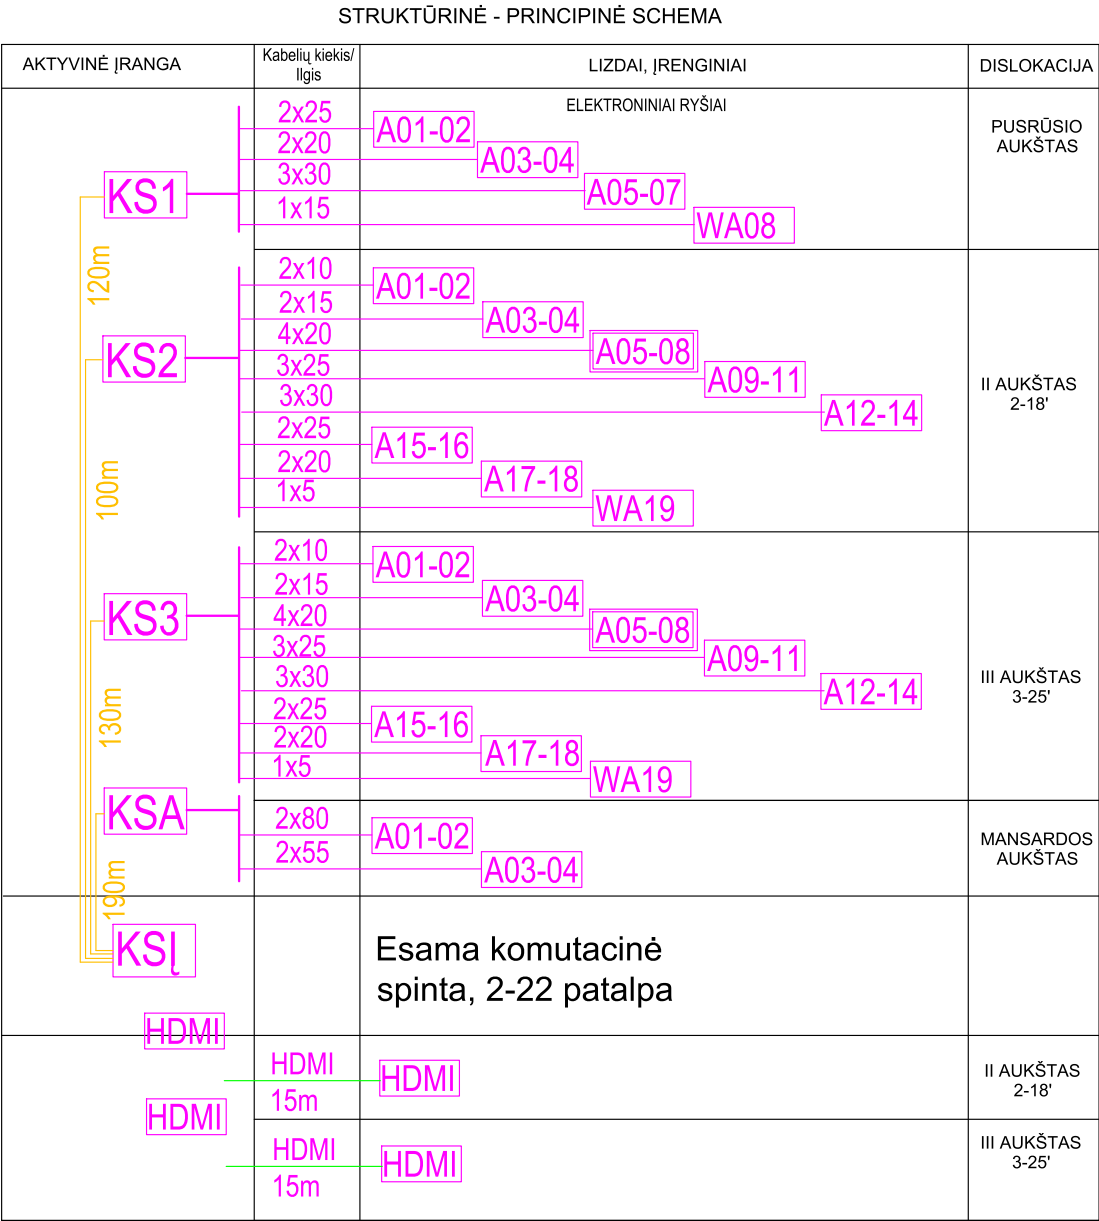 STRUKTŪRINĖ - PRINCIPINĖ SCHEMA
AKTYVINĖ ĮRANGA
Kabelių kiekis/
Ilgis
LIZDAI, ĮRENGINIAI
DISLOKACIJA
ELEKTRONINIAI RYŠIAI
PUSRŪSIO
AUKŠTAS
KS1
2x25
A01-02
2x20
A03-04
3x30
A05-07
1x15
WA08
120m
KS2
2x10
A01-02
2x15
A03-04
4x20
A05-08
3x25
A09-11
3x30
A12-14
2x25
A15-16
2x20
A17-18
1x5
WA19
II AUKŠTAS
2-18'
100m
KS3
2x10
A01-02
2x15
A03-04
4x20
A05-08
3x25
A09-11
3x30
A12-14
2x25
A15-16
2x20
A17-18
1x5
WA19
III AUKŠTAS
3-25'
130m
KSA
2x80
A01-02
2x55
A03-04
MANSARDOS
AUKŠTAS
190m
KSĮ
Esama komutacinė
spinta, 2-22 patalpa
HDMI
HDMI
15m
HDMI
II AUKŠTAS
2-18'
HDMI
HDMI
15m
HDMI
III AUKŠTAS
3-25'